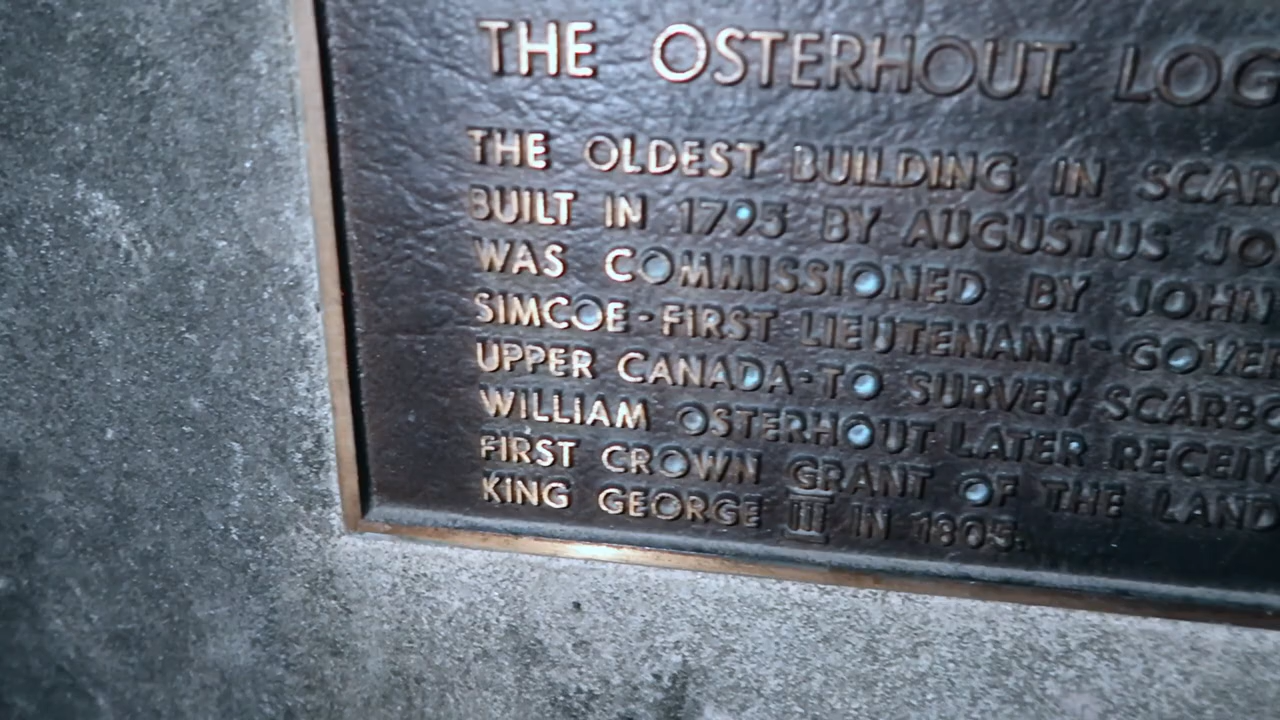 THE OSTERHOUT LOG
THE OLDEST BUILDING IN SCAR
BUILT IN 1795 BY AUGUSTUS JO
WAS COMMISSIONED BY JOHN
SIMCOE-FIRST LIEUTENANT-GOVER
UPPER CANADA-TO SURVEY SCARBO
WILLIAM OSTERHOUT LATER RECEIV
FIRST CROWN GRANT OF THE LAND
KING GEORGE III IN 1805.